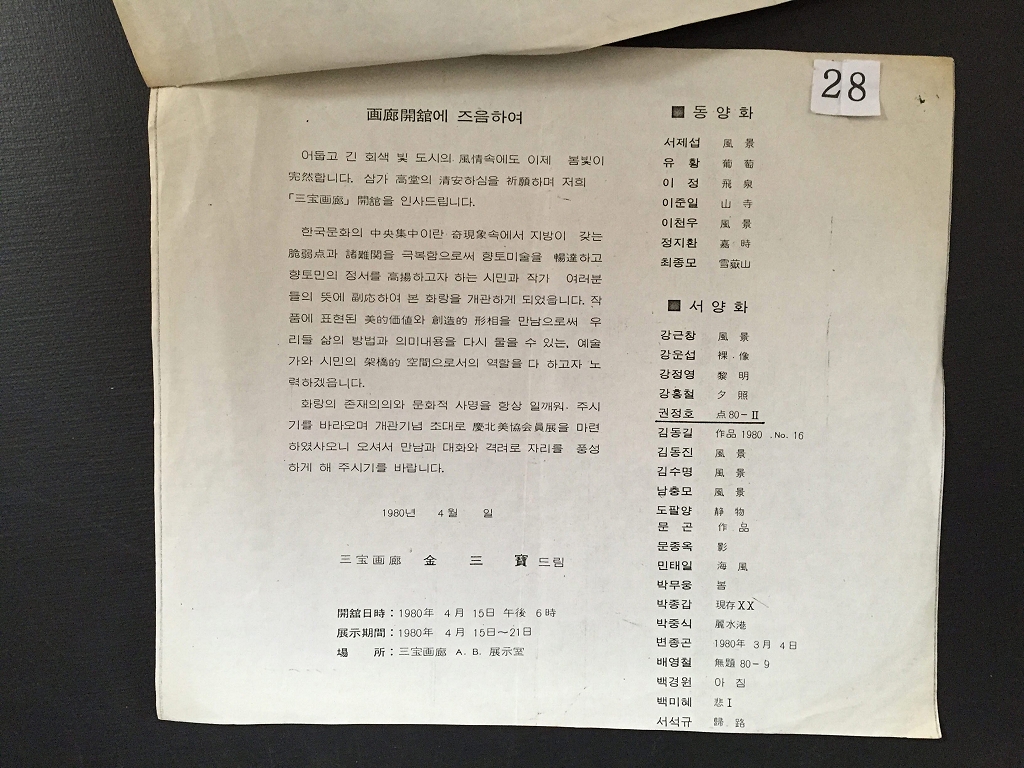 28
画廊開舘에 즈음하여
어둡고 긴 회색 빛 도시의 風情속에도 이제 봄빛이
完然합니다. 삼가 高堂의 清安하심을 祈願하며 저희
「三宝画廊」開舘을 인사드립니다.
한국문화의 中央集中이란 奇現象속에서 지방이 갖는
脆弱点과 諸難関을 극복함으로써 향토미술을 暢達하고
향토민의 정서를 高揚하고자 하는 시민과 작가 여러분
들의 뜻에 副応하여 본 화랑을 개관하게 되었읍니다. 작
품에 표현된 美的価値와 創造的 形相을 만남으로써 우
리들 삶의 방법과 의미내용을 다시 물을 수 있는, 예술
가와 시민의 架橋的 空間으로서의 역할을 다 하고자 노
력하겠읍니다.
화랑의 존재의의와 문화적 사명을 항상 일깨워 주시
기를 바라오며 개관기념 초대로 慶北美協会員展을 마련
하였사오니 오셔서 만남과 대화와 격려로 자리를 풍성
하게 해 주시기를 바랍니다.
1980년 4월 일
三宝画廊 金三寶 드림
開舘日時 : 1980年 4月 15日 午後 6時
展示期間 : 1980年 4月 15日~21日
場 所 : 三宝画廊 A. B. 展示室
■ 동양화
서제섭 風景
유 황 葡萄
이 정 飛泉
이준일 山寺
이천우 風景
정지환 嘉時
최종모 雪嶽山
■ 서양화
강근창 風景
강운섭 裸像
강정영 黎明
강홍철 夕照
권정호 点80-II
김동길 作品 1980 .No.16
김동진 風景
김수명 風景
남충모 風景
도팔양 静物
문 곤 作品
문종옥 影
민태일 海風
박무웅 봄
박종갑 現存XX
박중식 麗水港
변종곤 1980年 3月 4日
배영철 無題 80-9
백경원 아침
백미혜 悲I
서석규 歸路